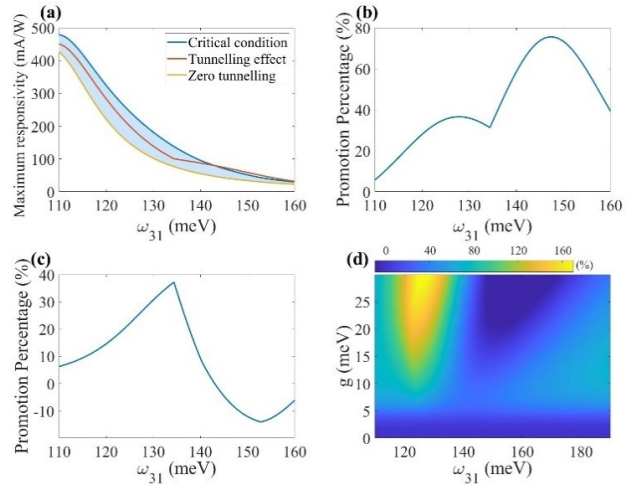 (a)
Maximum responsivity (mA/W)
500
400
300
200
100
0
Critical condition
Tunnelling effect
Zero tunnelling
110 120 130 140 150 160
ω31 (meV)
(b)
Promotion Percentage (%)
80
60
40
20
0
110 120 130 140 150 160
ω31 (meV)
(c)
Promotion Percentage (%)
40
30
20
10
0
-10
110 120 130 140 150 160
ω31 (meV)
(d)
0 40 80 120 160
(%)
g (meV)
25
20
15
10
5
0
120 140 160 180
ω31 (meV)